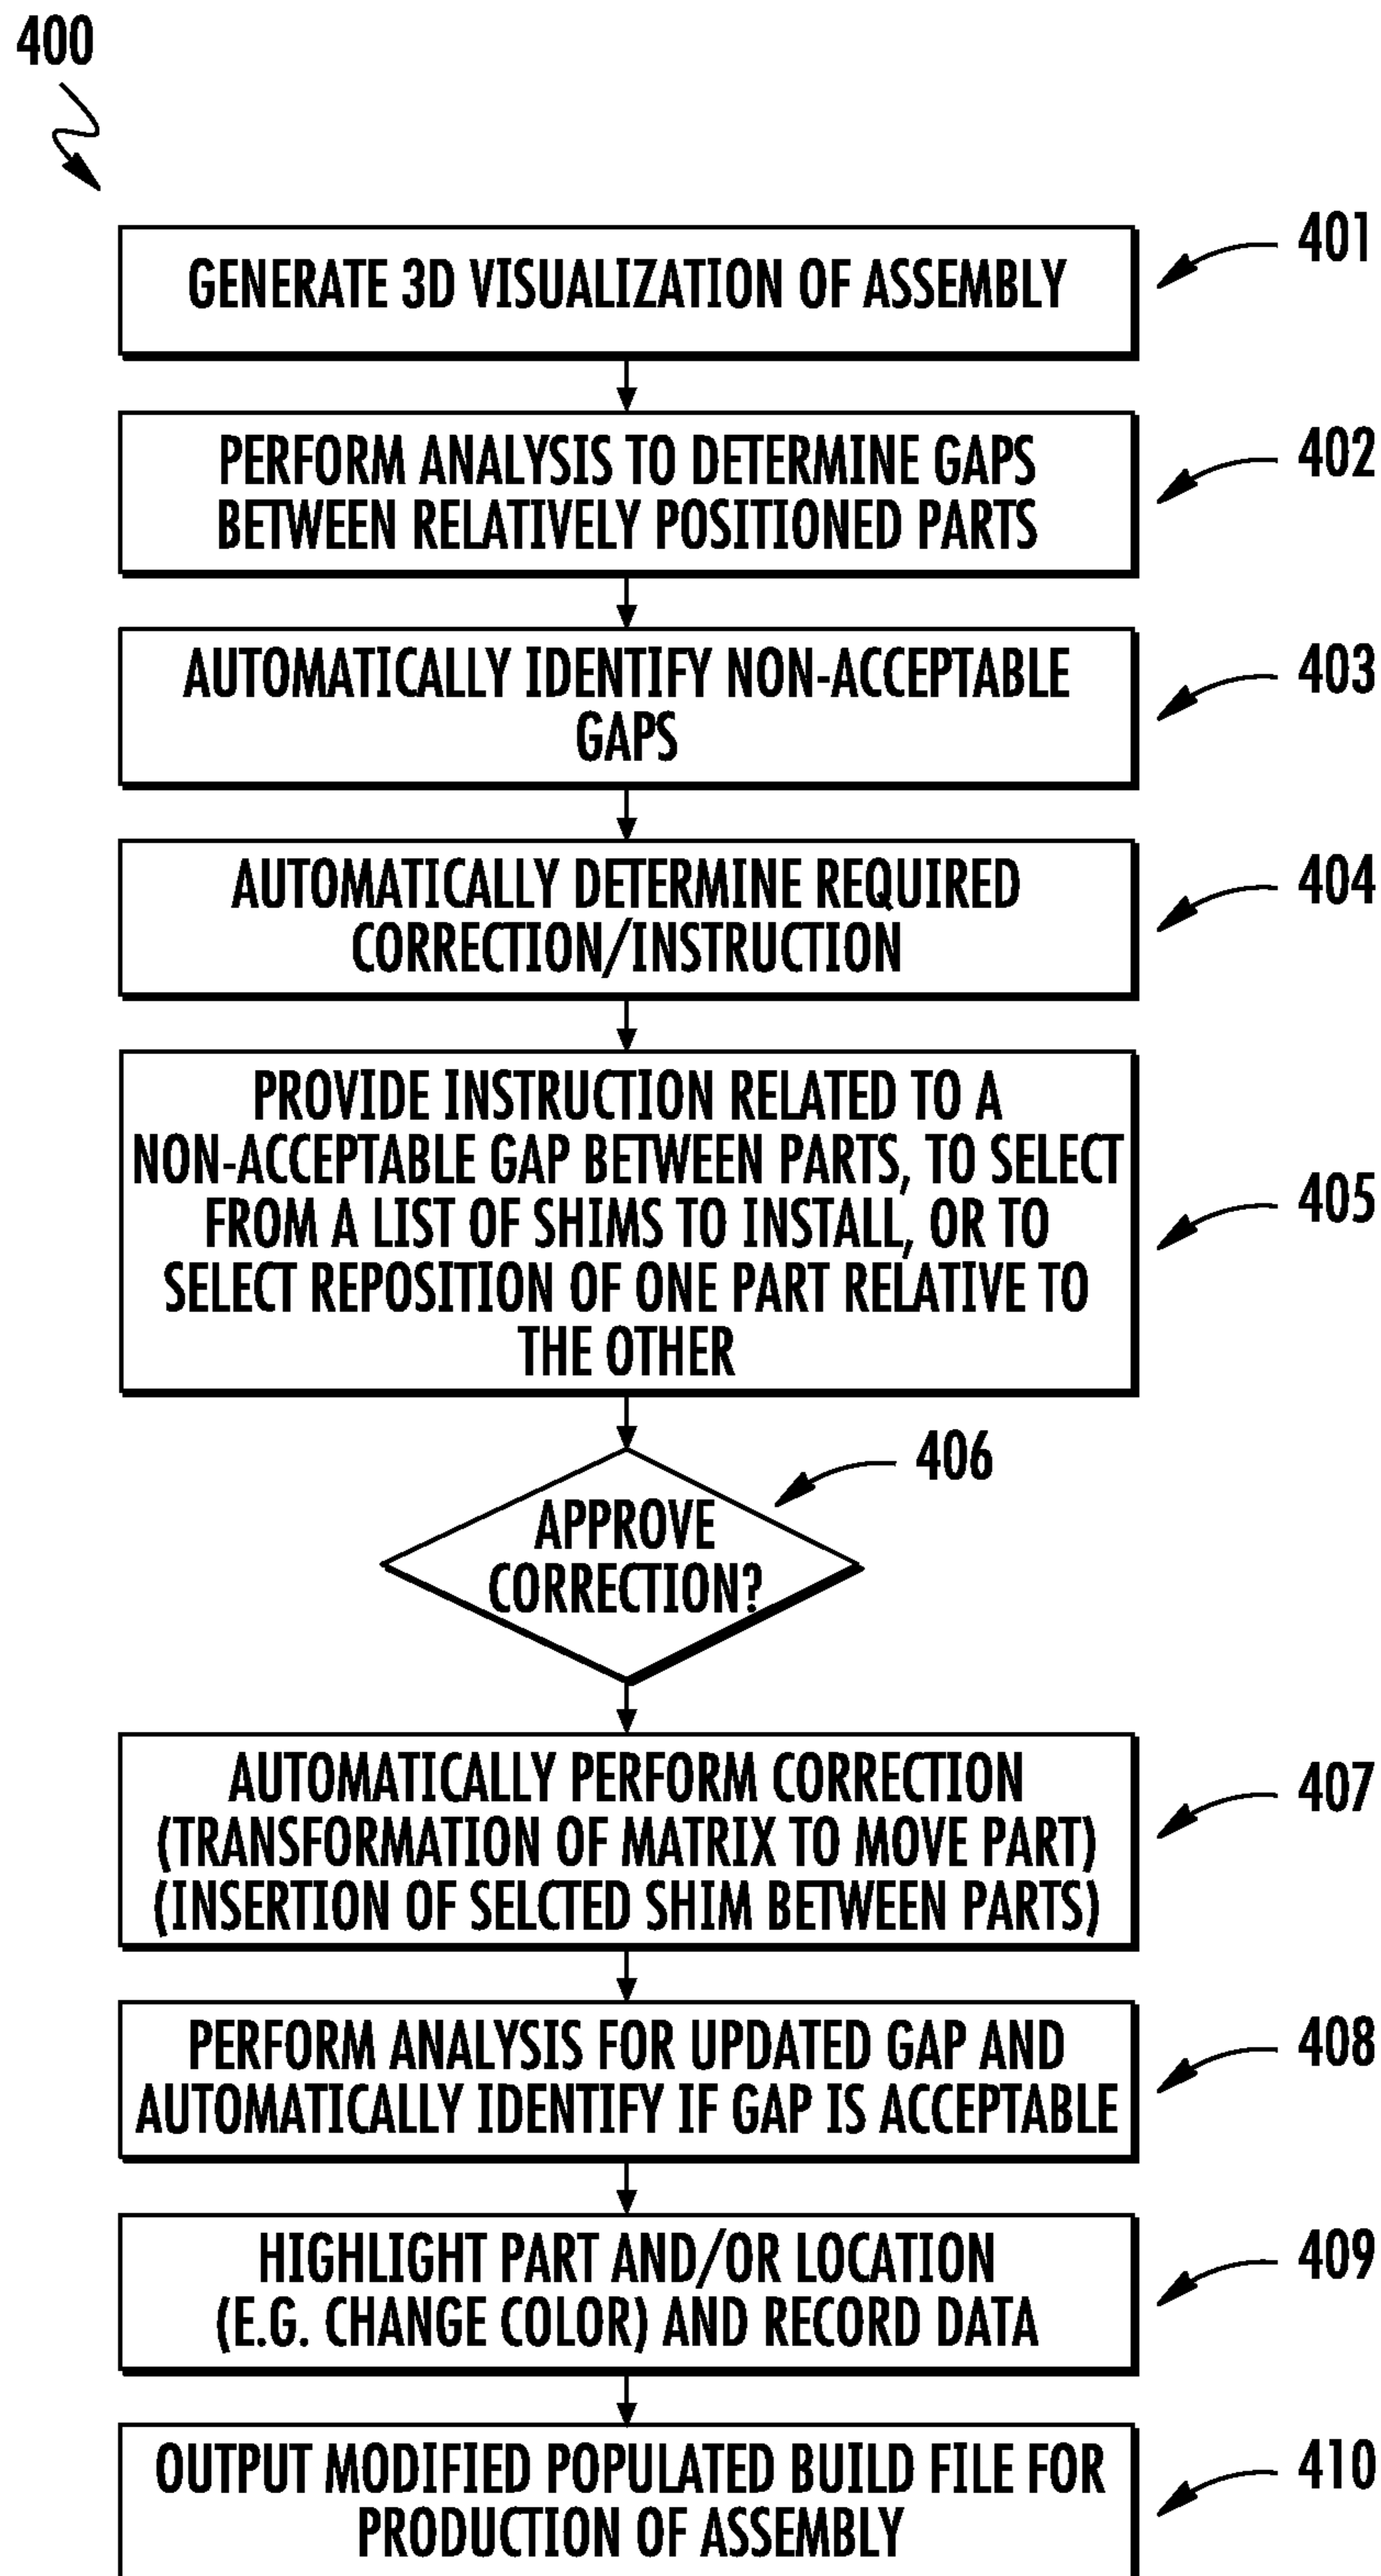 400
GENERATE 3D VISUALIZATION OF ASSEMBLY
401
PERFORM ANALYSIS TO DETERMINE GAPS
BETWEEN RELATIVELY POSITIONED PARTS
402
AUTOMATICALLY IDENTIFY NON-ACCEPTABLE
GAPS
403
AUTOMATICALLY DETERMINE REQUIRED
CORRECTION/INSTRUCTION
404
PROVIDE INSTRUCTION RELATED TO A
NON-ACCEPTABLE GAP BETWEEN PARTS, TO SELECT
FROM A LIST OF SHIMS TO INSTALL, OR TO
SELECT REPOSITION OF ONE PART RELATIVE TO
THE OTHER
405
APPROVE
CORRECTION?
406
AUTOMATICALLY PERFORM CORRECTION
(TRANSFORMATION OF MATRIX TO MOVE PART)
(INSERTION OF SELCTED SHIM BETWEEN PARTS)
407
PERFORM ANALYSIS FOR UPDATED GAP AND
AUTOMATICALLY IDENTIFY IF GAP IS ACCEPTABLE
408
HIGHLIGHT PART AND/OR LOCATION
(E.G. CHANGE COLOR) AND RECORD DATA
409
OUTPUT MODIFIED POPULATED BUILD FILE FOR
PRODUCTION OF ASSEMBLY
410